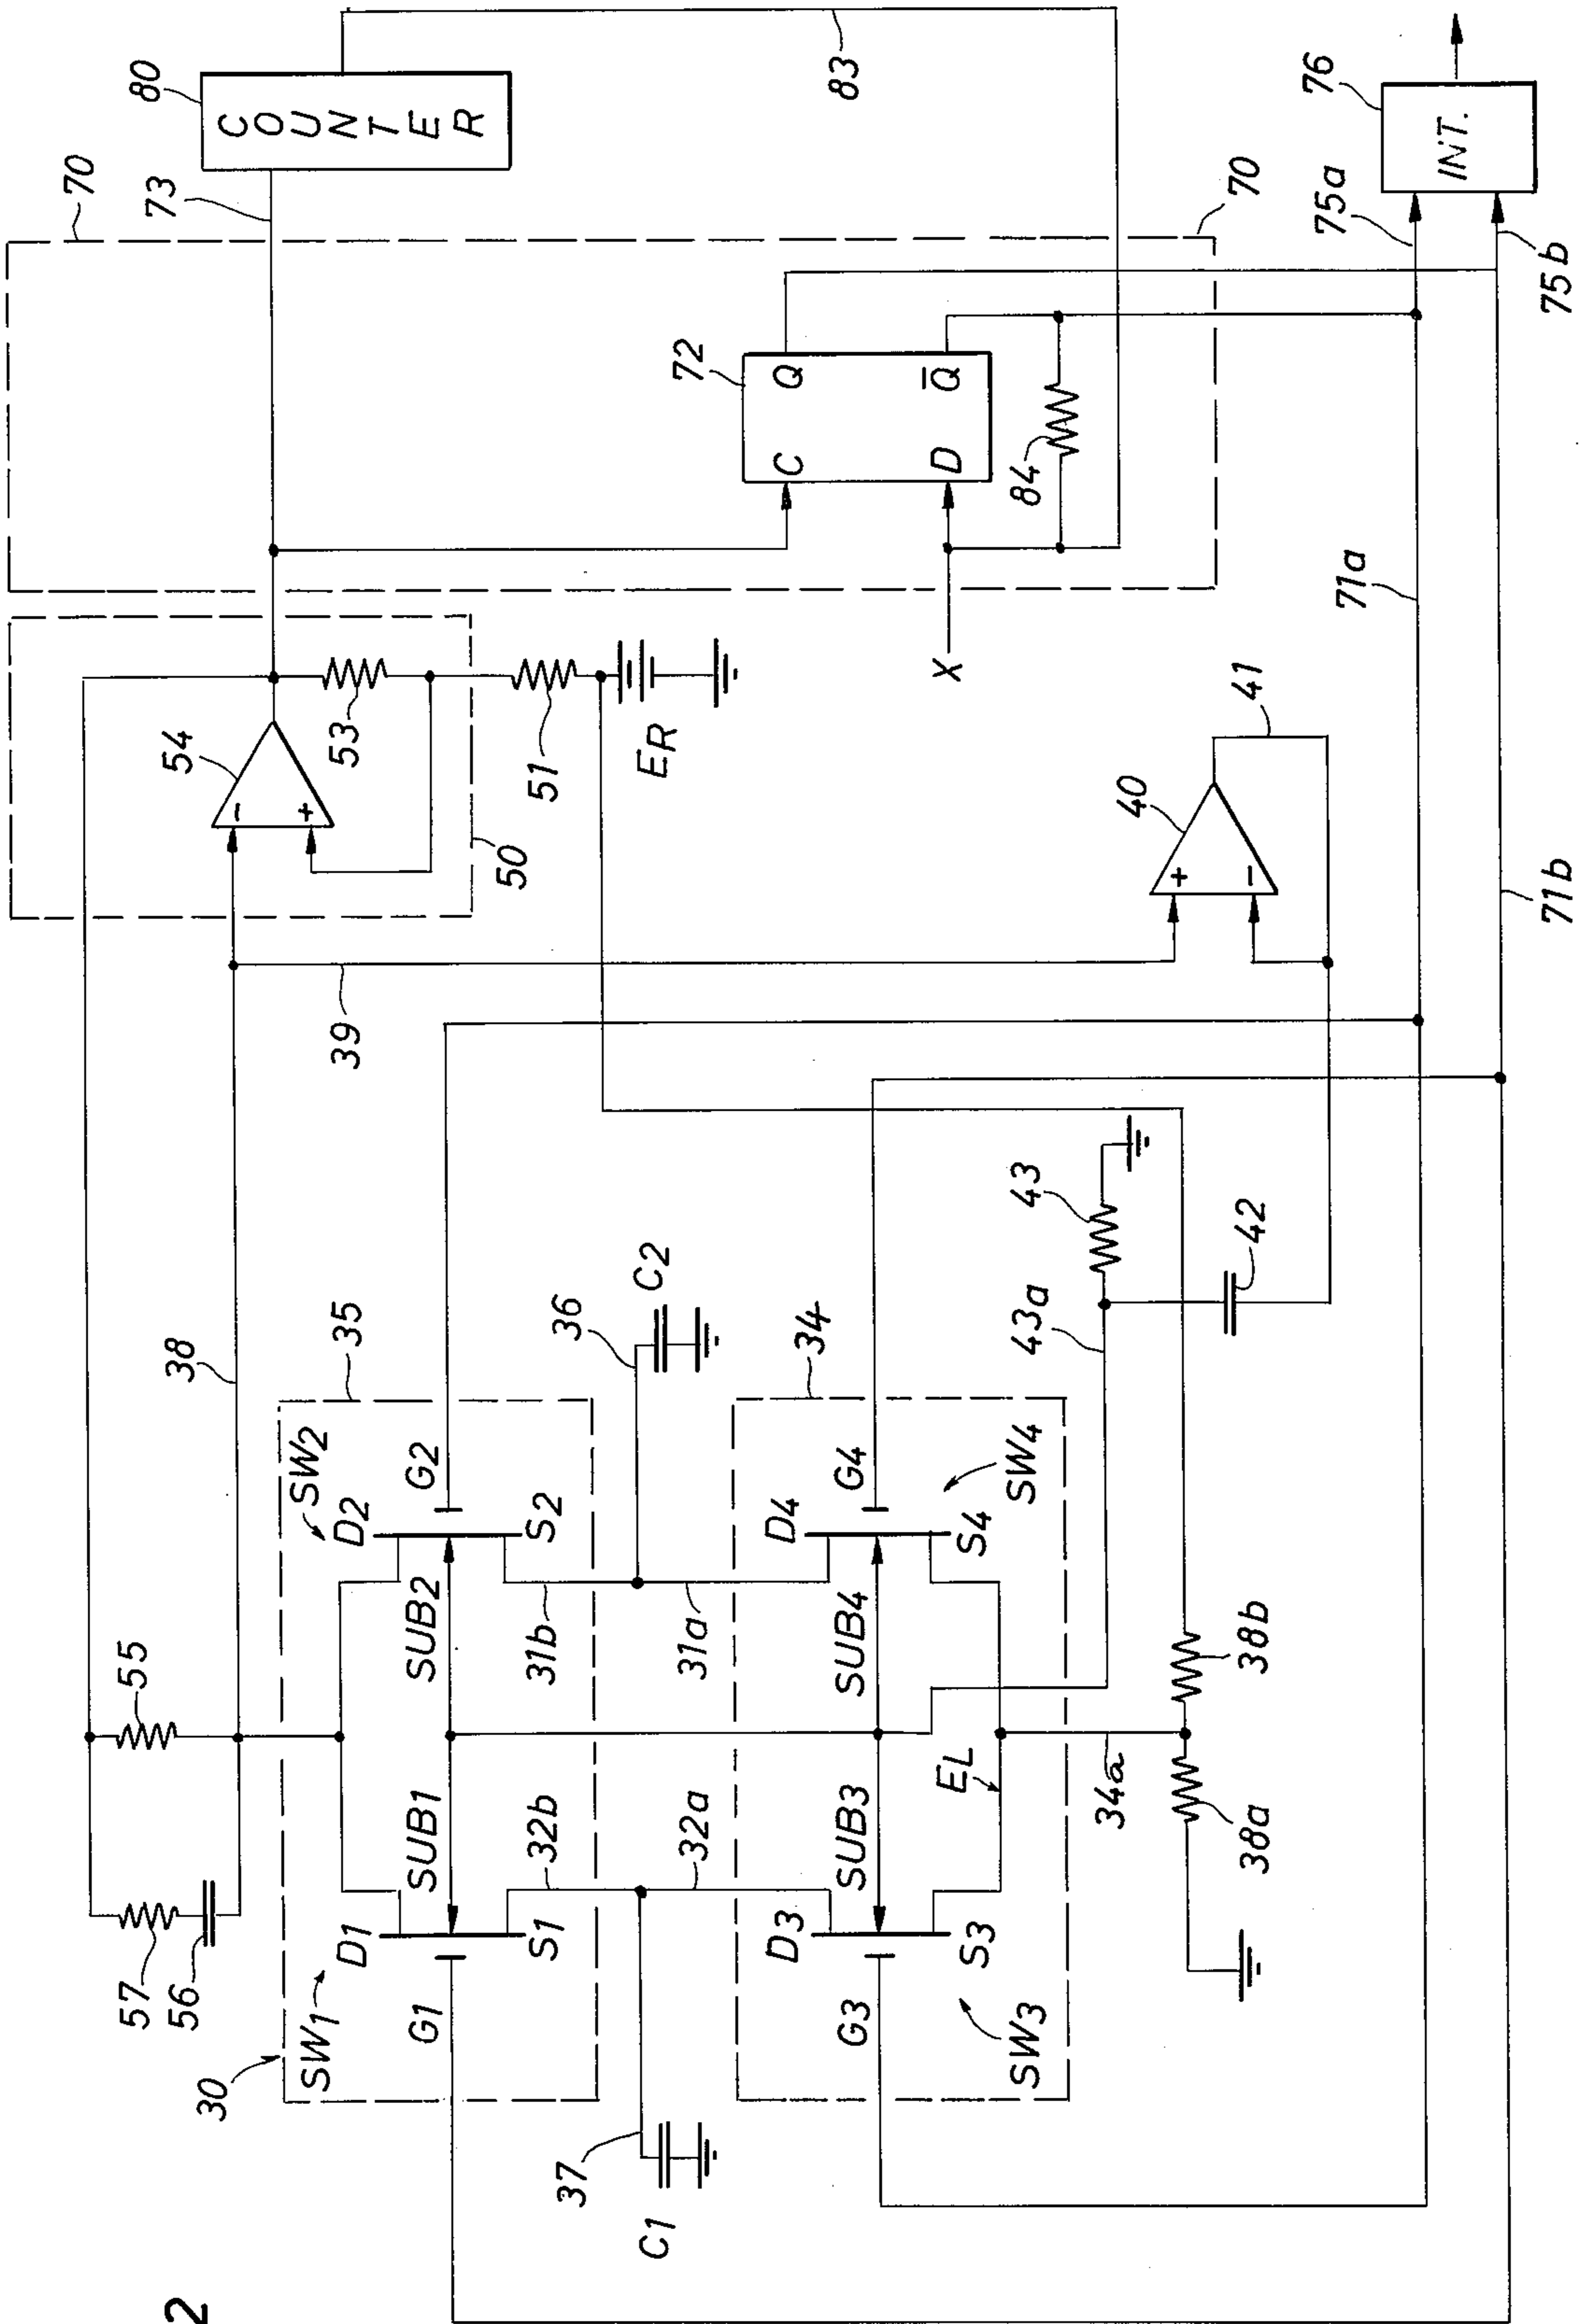 80
COUNTER
83
70
73
70
76
INT.
75a
75b
72
C
Q
D
Q̅
84
X
71a
71b
54
-
+
53
50
51
ER
40
+
-
41
39
38
35
SW2
D2
G2
SUB2
S2
31b
36
C2
31a
34
D4
G4
SUB4
S4
SW4
43
43a
42
55
57
56
D1
SUB1
G1
S1
SW1
30
32b
32a
37
C1
D3
SUB3
G3
S3
SW3
EL
34a
38a
38b
2